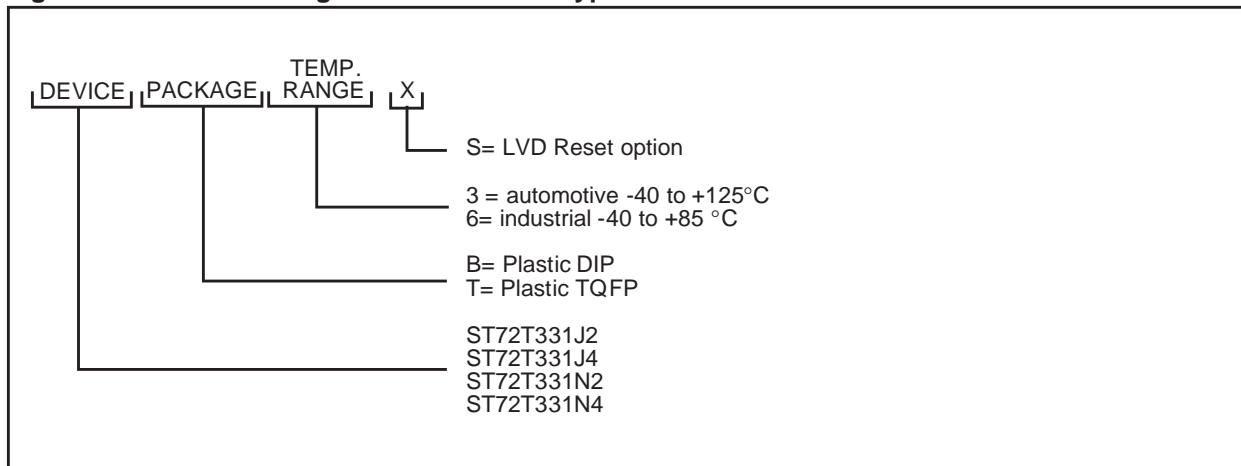 TEMP.
DEVICE PACKAGE RANGE X
S= LVD Reset option
3 = automotive -40 to +125°C
6= industrial -40 to +85 °C
B= Plastic DIP
T= Plastic TQFP
ST72T331J2
ST72T331J4
ST72T331N2
ST72T331N4